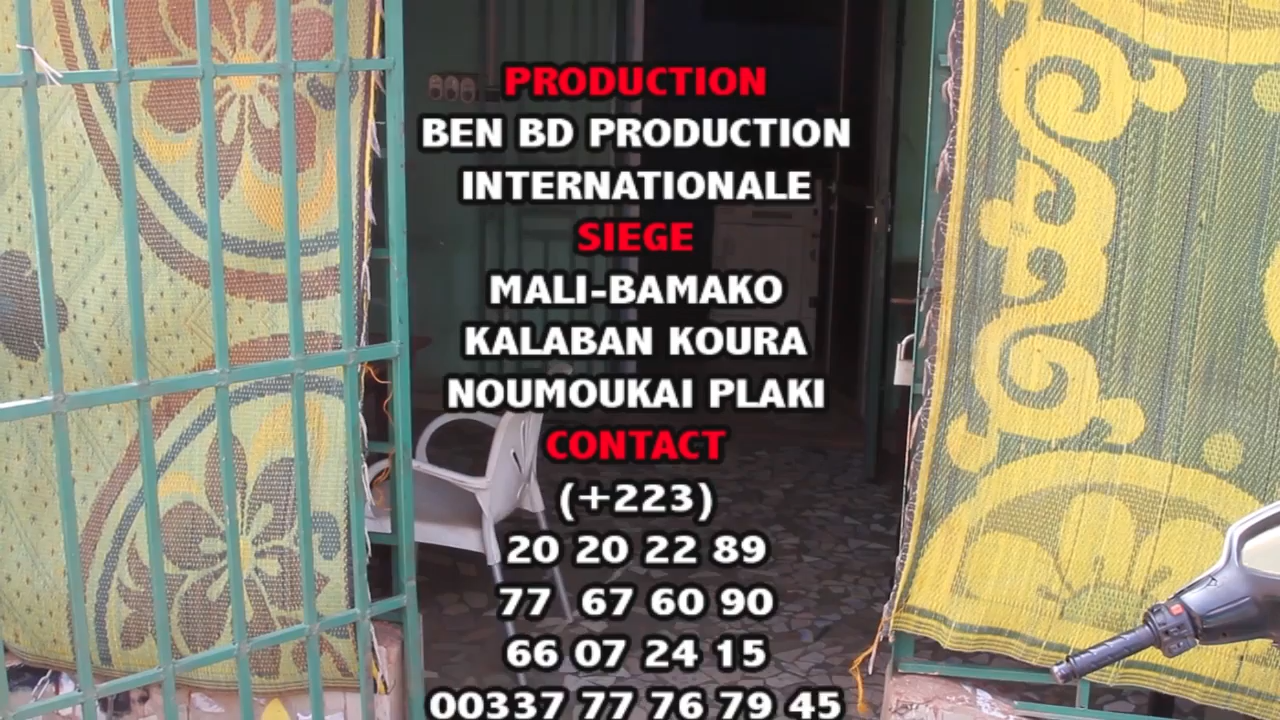 PRODUCTION
BEN BD PRODUCTION
INTERNATIONALE
SIEGE
MALI-BAMAKO
KALABAN KOURA
NOUMOUKAI PLAKI
CONTACT
(+223)
20 20 22 89
77 67 60 90
66 07 24 15
00337 77 76 79 45